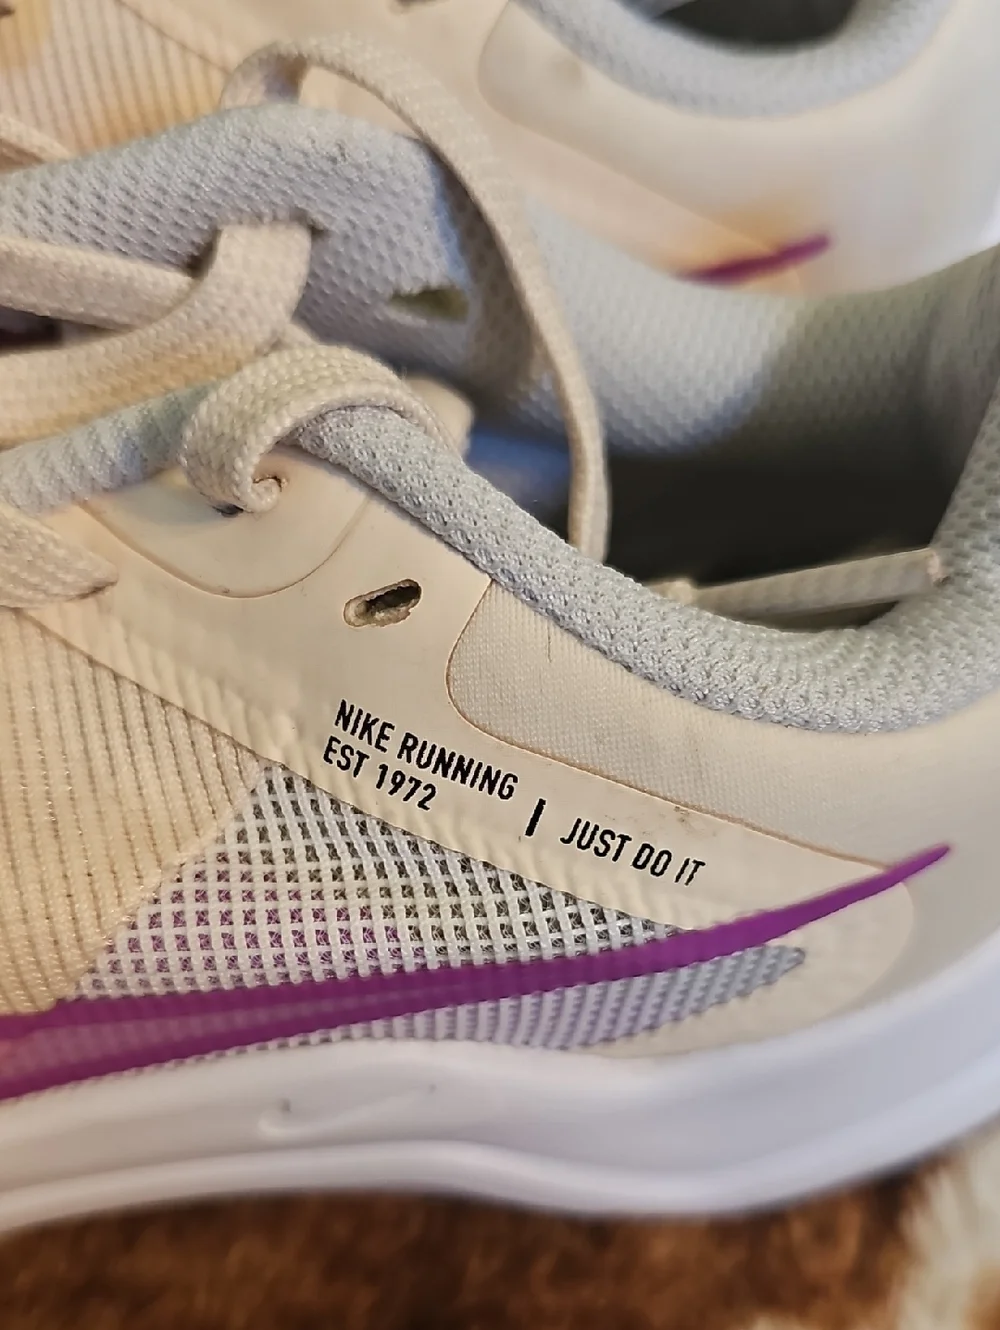 NIKE RUNNING
EST 1972
| JUST DO IT